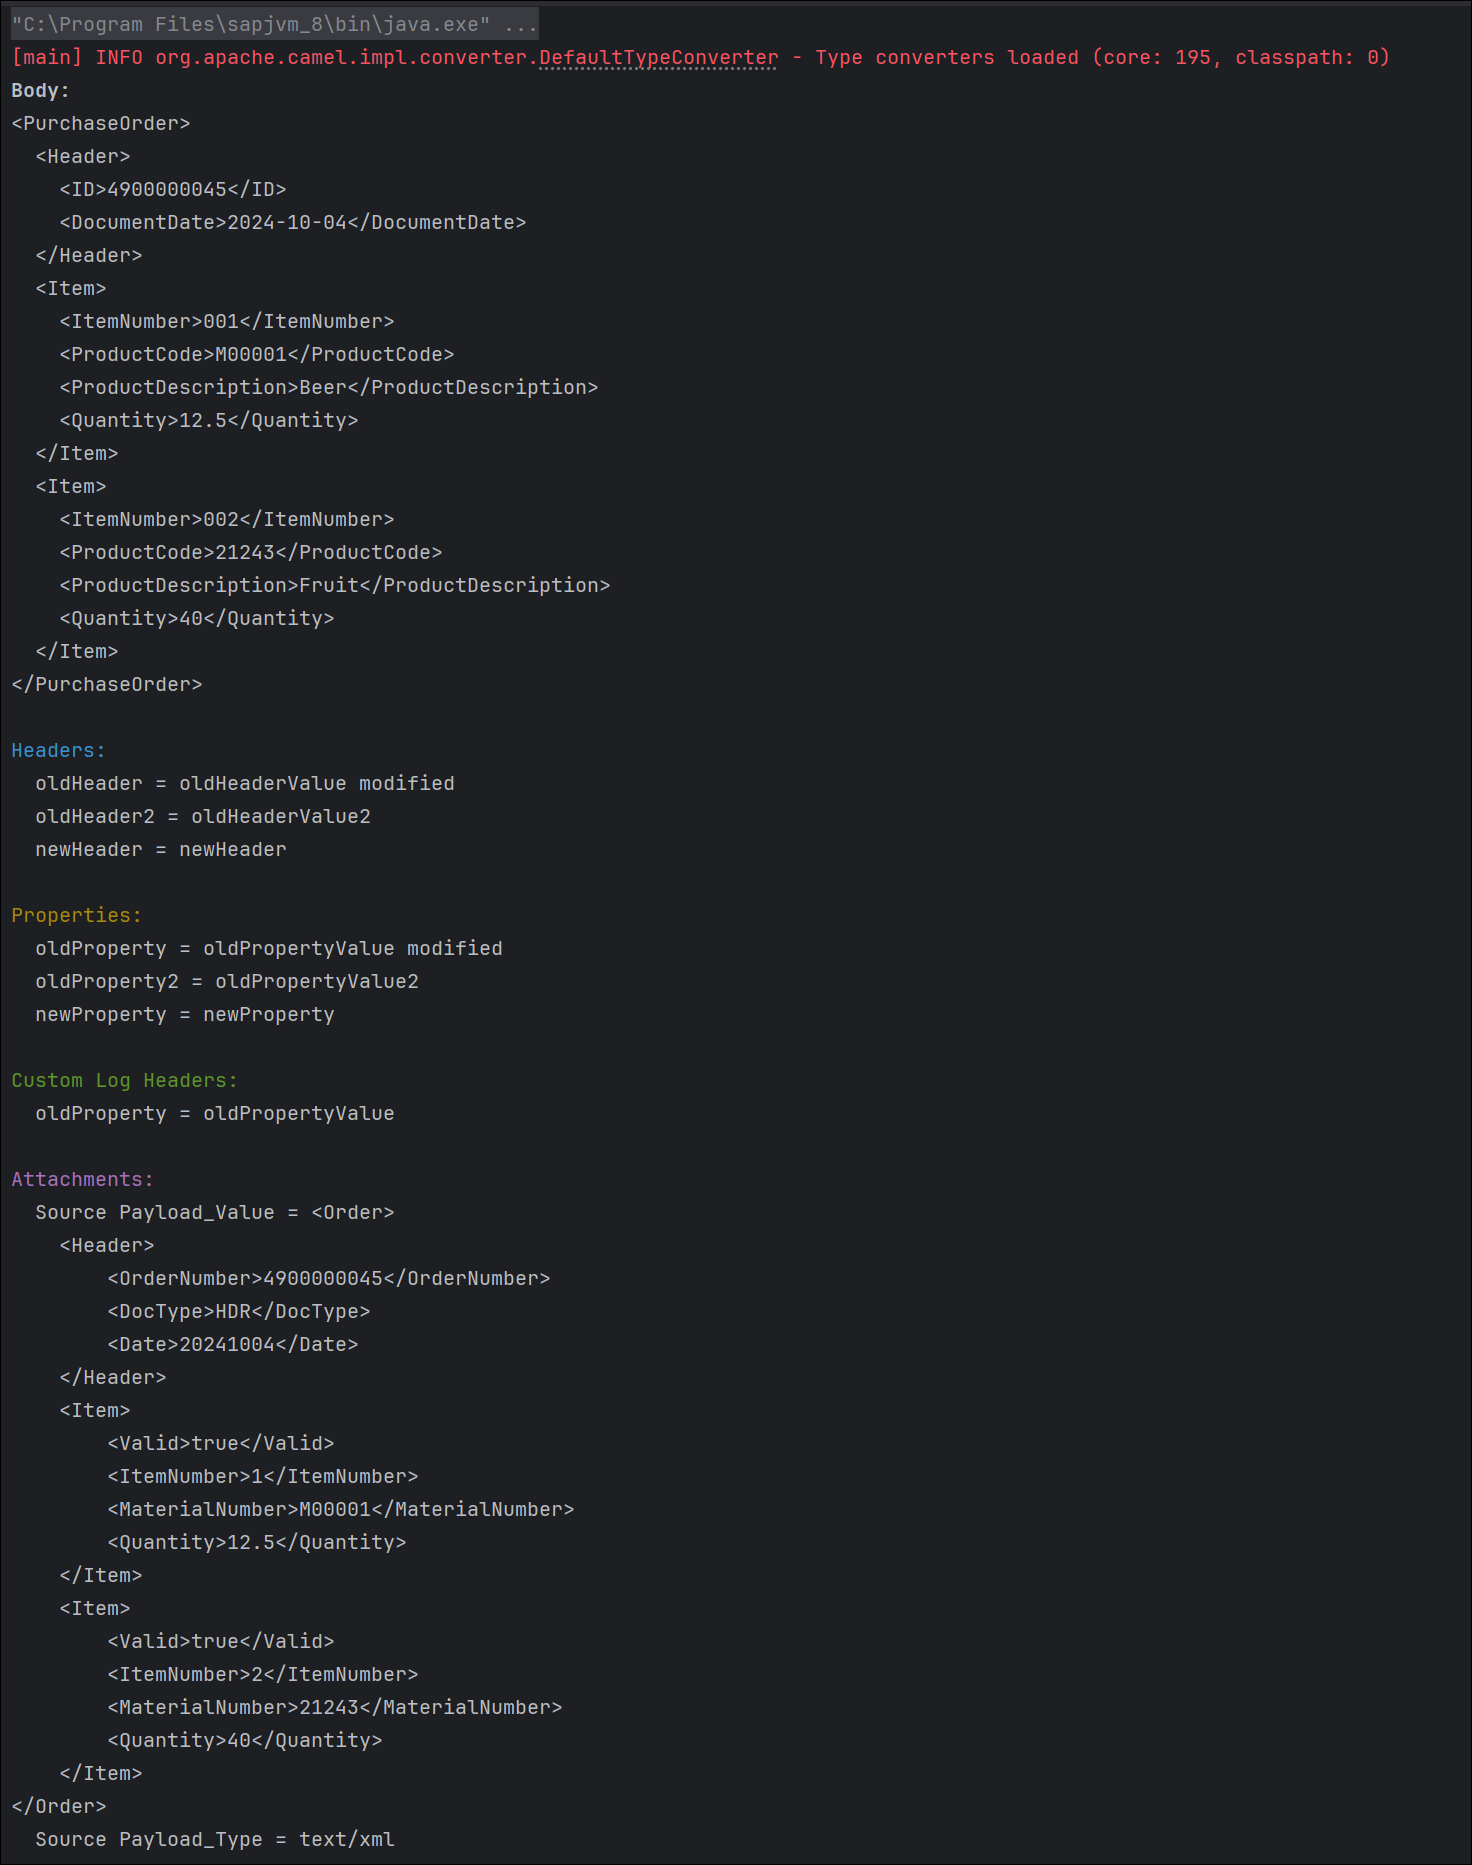 "C:\Program Files\sapjvm_8\bin\java.exe" ...
[main] INFO org.apache.camel.impl.converter.DefaultTypeConverter - Type converters loaded (core: 195, classpath: 0)
Body:
<PurchaseOrder>
  <Header>
    <ID>4900000045</ID>
    <DocumentDate>2024-10-04</DocumentDate>
  </Header>
  <Item>
    <ItemNumber>001</ItemNumber>
    <ProductCode>M00001</ProductCode>
    <ProductDescription>Beer</ProductDescription>
    <Quantity>12.5</Quantity>
  </Item>
  <Item>
    <ItemNumber>002</ItemNumber>
    <ProductCode>21243</ProductCode>
    <ProductDescription>Fruit</ProductDescription>
    <Quantity>40</Quantity>
  </Item>
</PurchaseOrder>

Headers:
  oldHeader = oldHeaderValue modified
  oldHeader2 = oldHeaderValue2
  newHeader = newHeader

Properties:
  oldProperty = oldPropertyValue modified
  oldProperty2 = oldPropertyValue2
  newProperty = newProperty

Custom Log Headers:
  oldProperty = oldPropertyValue

Attachments:
  Source Payload_Value = <Order>
    <Header>
        <OrderNumber>4900000045</OrderNumber>
        <DocType>HDR</DocType>
        <Date>20241004</Date>
    </Header>
    <Item>
        <Valid>true</Valid>
        <ItemNumber>1</ItemNumber>
        <MaterialNumber>M00001</MaterialNumber>
        <Quantity>12.5</Quantity>
    </Item>
    <Item>
        <Valid>true</Valid>
        <ItemNumber>2</ItemNumber>
        <MaterialNumber>21243</MaterialNumber>
        <Quantity>40</Quantity>
    </Item>
</Order>
  Source Payload_Type = text/xml